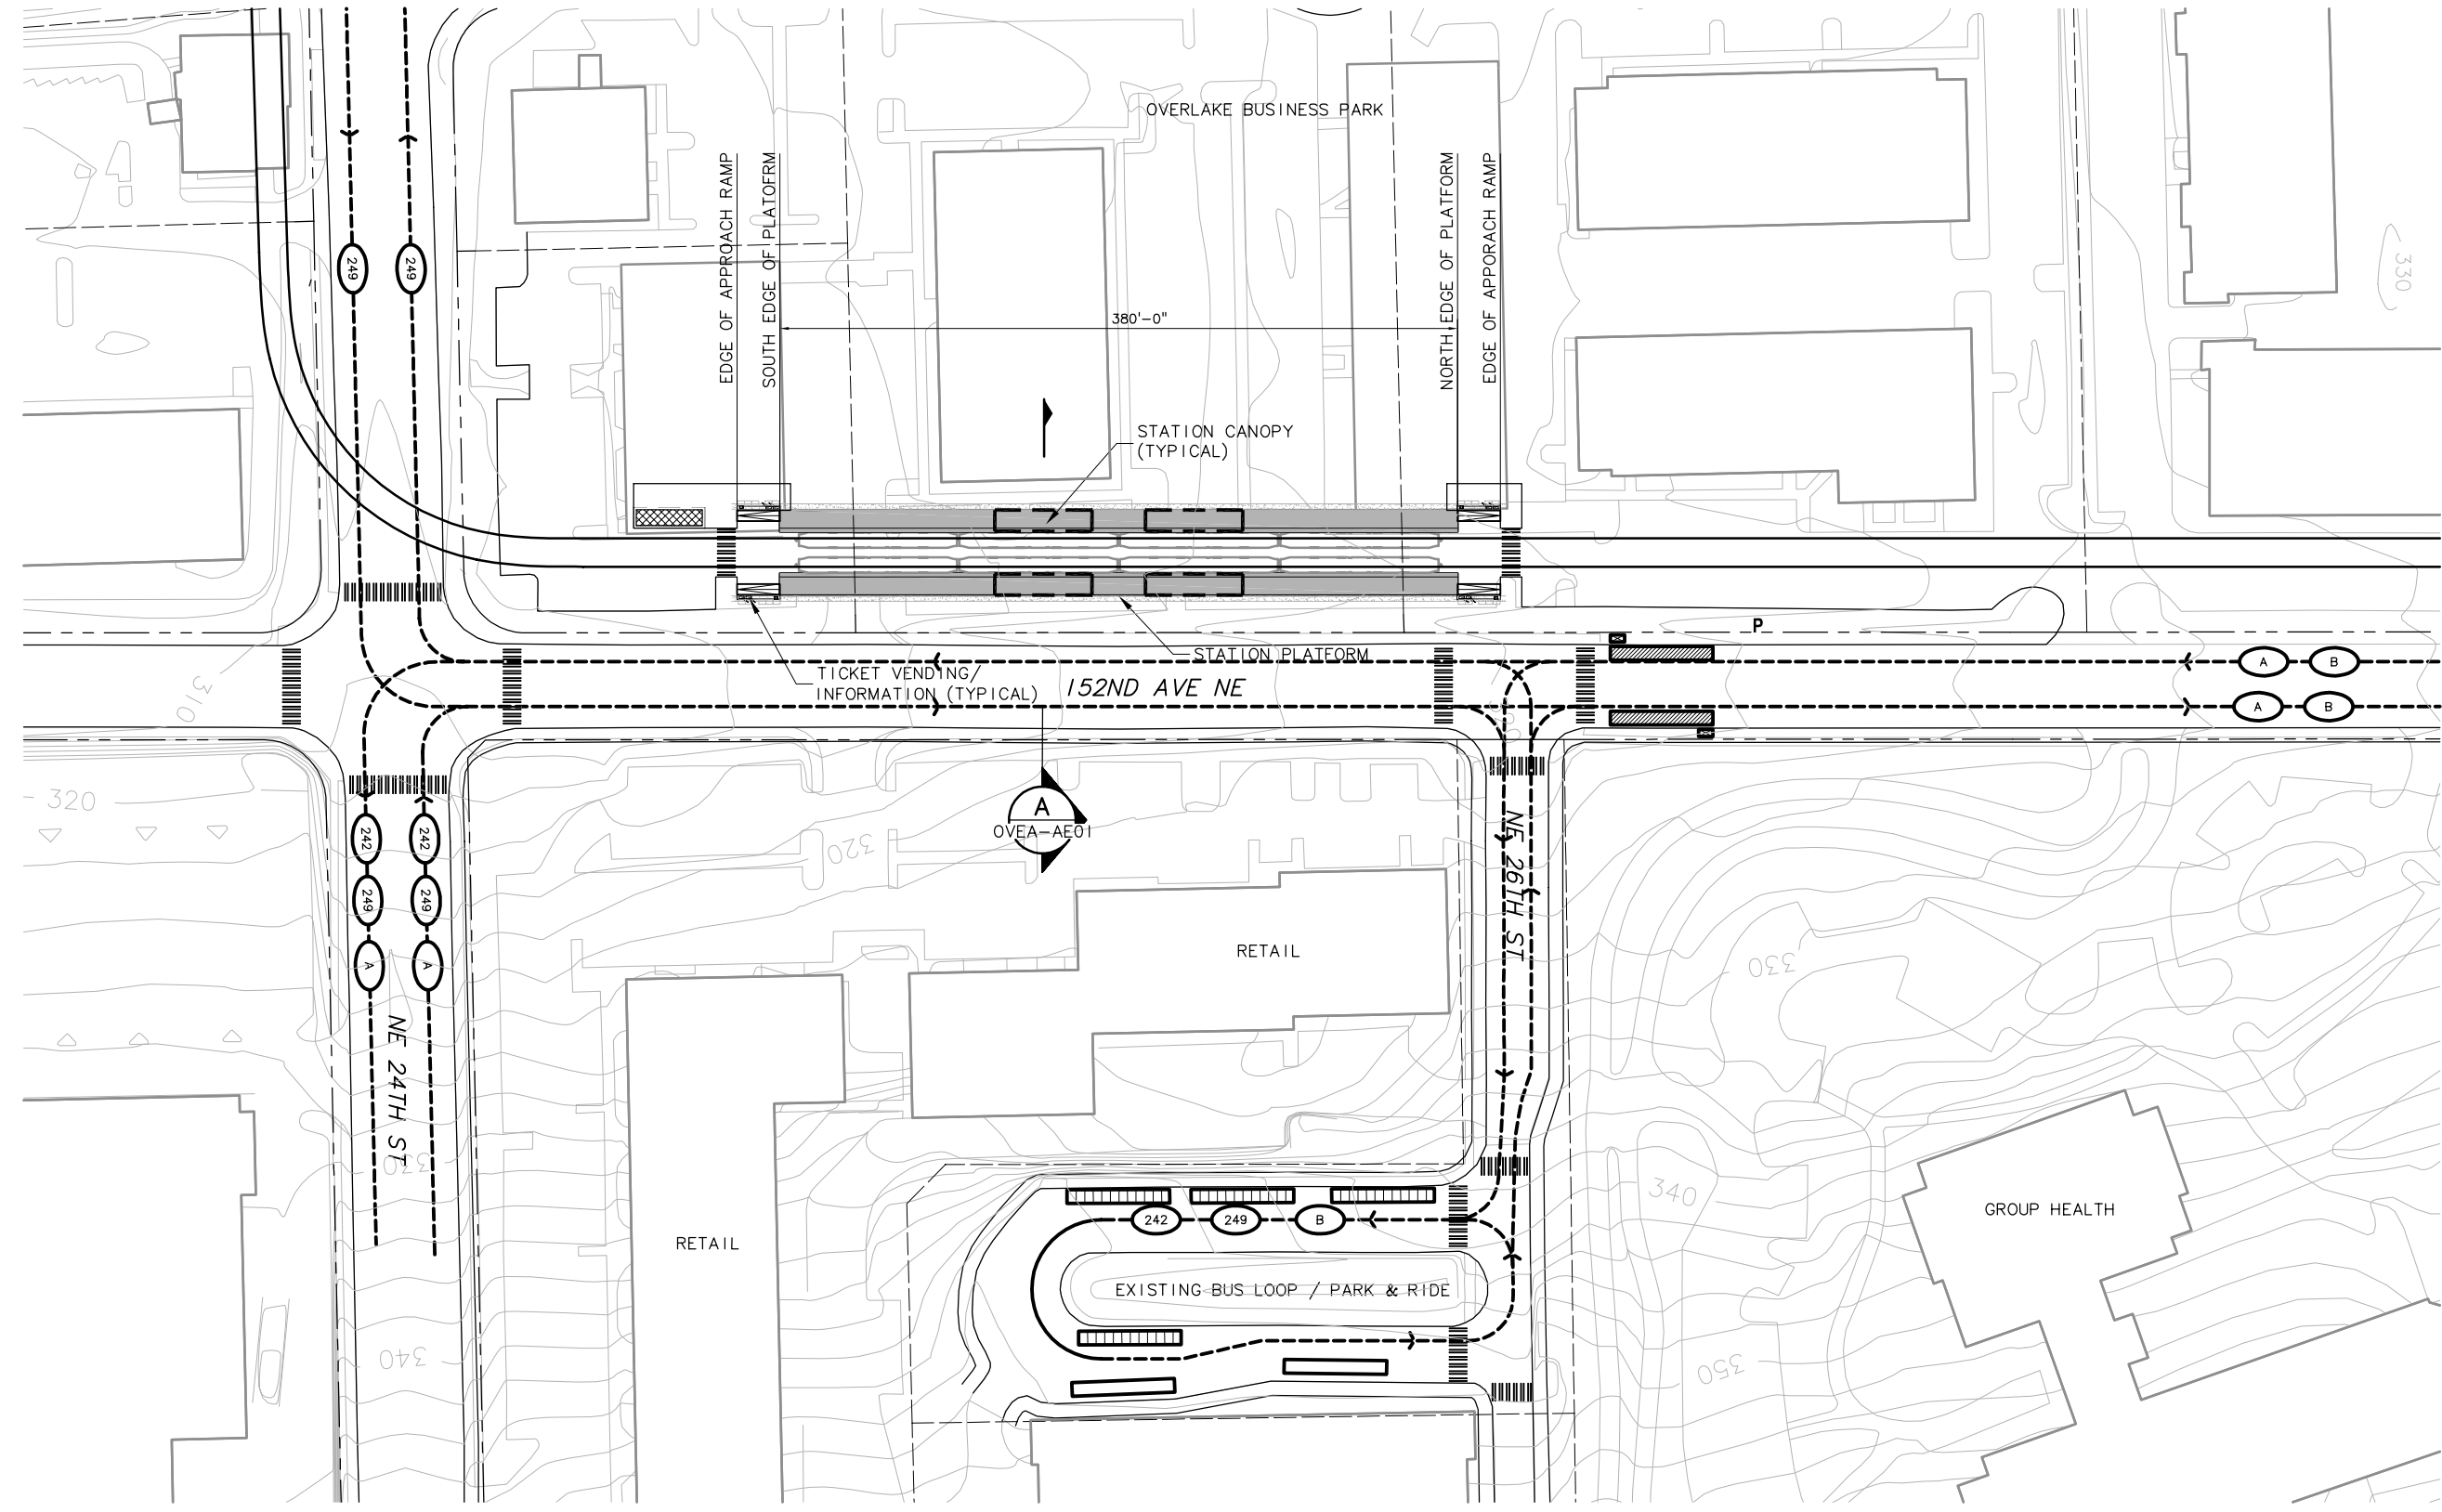 OVERLAKE BUSINESS PARK
EDGE OF APPROACH RAMP
SOUTH EDGE OF PLATOFRM
NORTH EDGE OF PLATFORM
EDGE OF APPORACH RAMP
249
249
330
380'-0"
STATION CANOPY
(TYPICAL)
P
STATION PLATFORM
TICKET VENDING/
INFORMATION (TYPICAL)
152ND AVE NE
A
B
A
B
310
320
320
A
OVEA-AE01
242
242
249
249
A
A
NE 26TH ST
RETAIL
330
NE 24TH ST
330
340
242
249
B
GROUP HEALTH
RETAIL
EXISTING BUS LOOP / PARK & RIDE
340
350